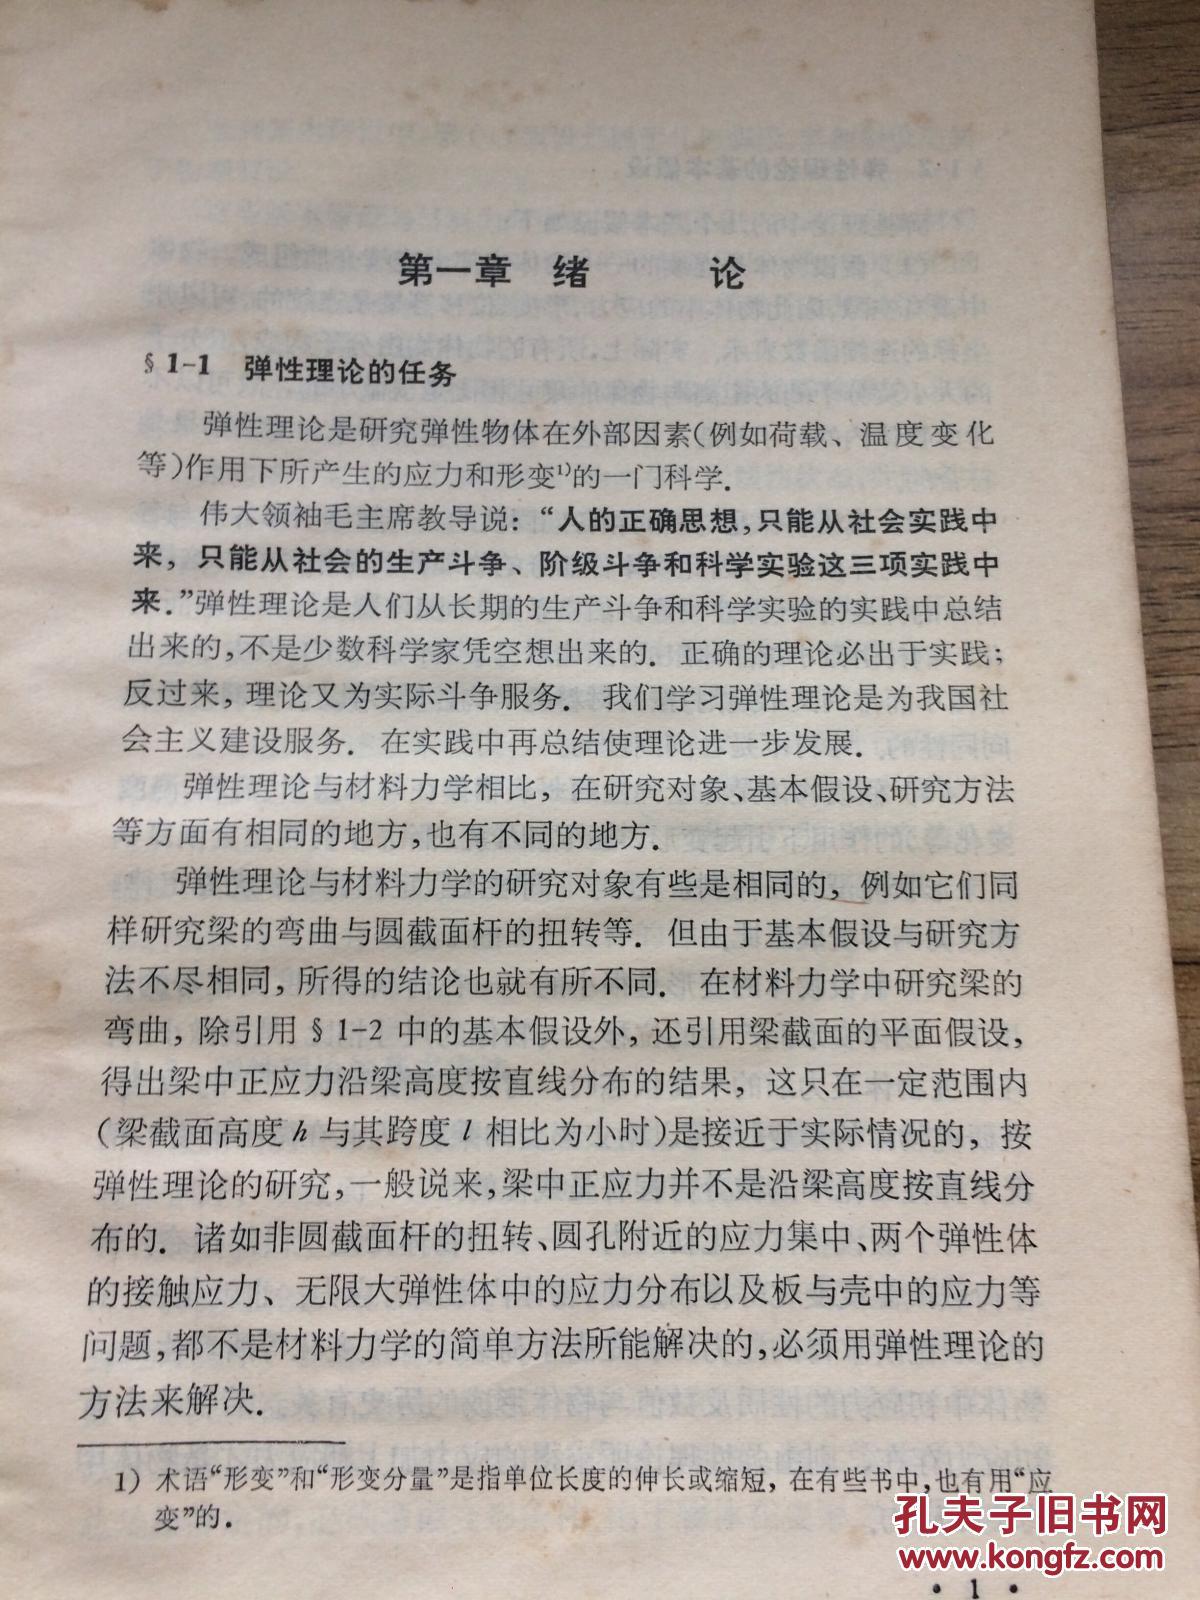 第一章 绪 论
§1-1 弹性理论的任务
弹性理论是研究弹性物体在外部因素(例如荷载、温度变化
等)作用下所产生的应力和形变¹⁾的一门科学.
伟大领袖毛主席教导说:“人的正确思想,只能从社会实践中
来,只能从社会的生产斗争、阶级斗争和科学实验这三项实践中
来.”弹性理论是人们从长期的生产斗争和科学实验的实践中总结
出来的,不是少数科学家凭空想出来的. 正确的理论必出于实践;
反过来,理论又为实际斗争服务. 我们学习弹性理论是为我国社
会主义建设服务. 在实践中再总结使理论进一步发展.
弹性理论与材料力学相比,在研究对象、基本假设、研究方法
等方面有相同的地方,也有不同的地方.
弹性理论与材料力学的研究对象有些是相同的,例如它们同
样研究梁的弯曲与圆截面杆的扭转等. 但由于基本假设与研究方
法不尽相同,所得的结论也就有所不同. 在材料力学中研究梁的
弯曲,除引用§1-2中的基本假设外,还引用梁截面的平面假设,
得出梁中正应力沿梁高度按直线分布的结果,这只在一定范围内
(梁截面高度h与其跨度l相比为小时)是接近于实际情况的,按
弹性理论的研究,一般说来,梁中正应力并不是沿梁高度按直线分
布的. 诸如非圆截面杆的扭转、圆孔附近的应力集中、两个弹性体
的接触应力、无限大弹性体中的应力分布以及板与壳中的应力等
问题,都不是材料力学的简单方法所能解决的,必须用弹性理论的
方法来解决.
1) 术语“形变”和“形变分量”是指单位长度的伸长或缩短,在有些书中,也有用“应
变”的.
孔夫子旧书网
www.kongfz.com
· 1 ·